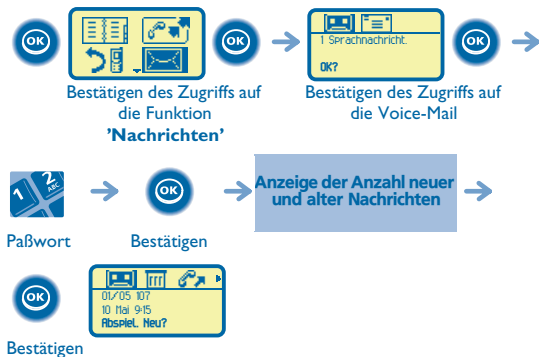 OK
OK
1 Sprachnachricht.
OK?
OK
Bestätigen des Zugriffs auf
die Funktion
’Nachrichten’
Bestätigen des Zugriffs auf
die Voice-Mail
1 2 ABC
OK
Anzeige der Anzahl neuer
und alter Nachrichten
Paßwort
Bestätigen
OK
01/05 107
10 Mai 9:15
Abspiel. Neu?
Bestätigen